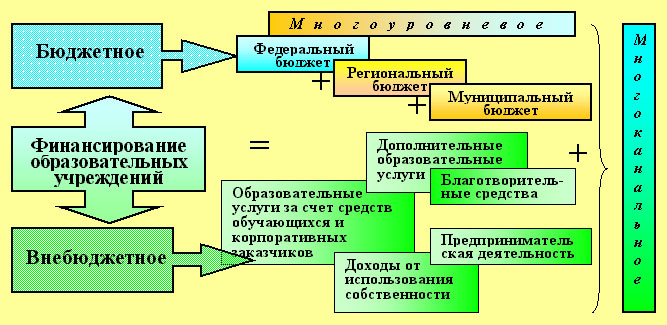 Многоуровневое
Бюджетное
Федеральный
бюджет
+
Региональный
бюджет
+
Муниципальный
бюджет
Финансирование
образовательных
учреждений
=
Дополнительные
образовательные
услуги
+
Благотворитель-
ные средства
Образовательные
услуги за счет средств
обучающихся и
корпоративных
заказчиков
Предприниматель
ская деятельность
Внебюджетное
Доходы от
использования
собственности
Многоканальное